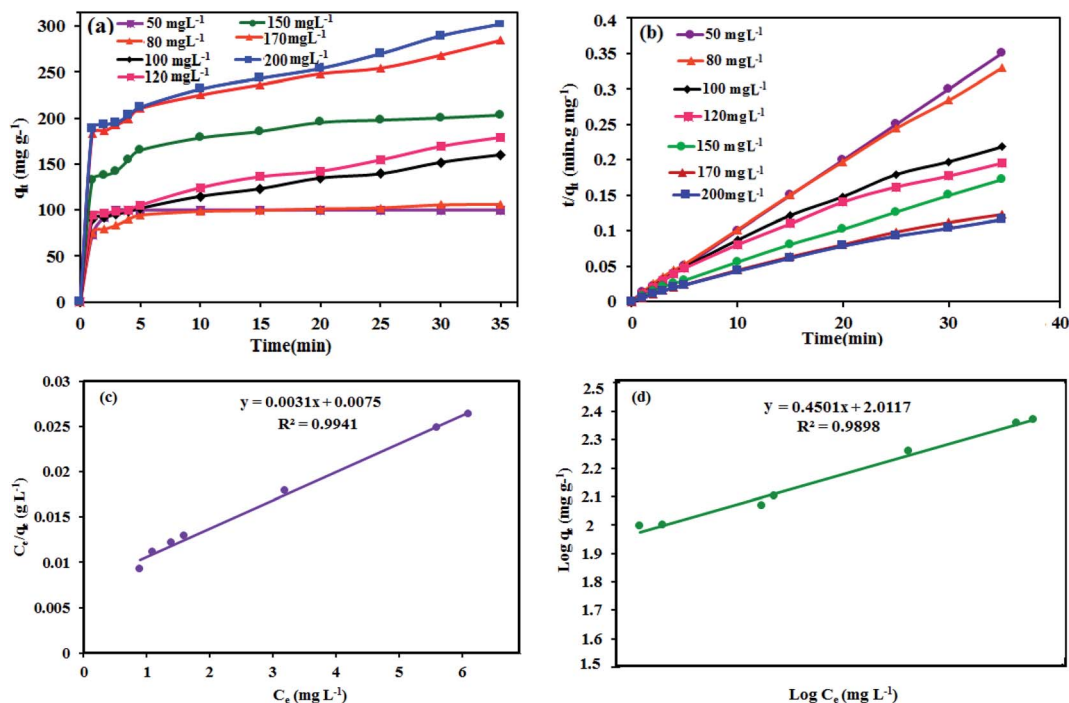 (a)
50 mgL-1
80 mgL-1
100 mgL-1
120 mgL-1
150 mgL-1
170mgL-1
200mgL-1
300
250
200
150
100
50
0
qt (mg g-1)
0 5 10 15 20 25 30 35
Time(min)
(b)
50 mgL-1
80 mgL-1
100 mgL-1
120mgL-1
150 mgL-1
170 mgL-1
200mgL-1
0.4
0.35
0.3
0.25
0.2
0.15
0.1
0.05
0
t/qt (min.g mg-1)
0 10 20 30 40
Time(min)
(c)
y = 0.0031x + 0.0075
R² = 0.9941
0.03
0.025
0.02
0.015
0.01
0.005
0
Ce/qe (g L-1)
0 1 2 3 4 5 6 7
Ce (mg L-1)
(d)
y = 0.4501x + 2.0117
R² = 0.9898
2.5
2.4
2.3
2.2
2.1
2
1.9
1.8
1.7
1.6
1.5
Log qe (mg g-1)
Log Ce (mg L-1)